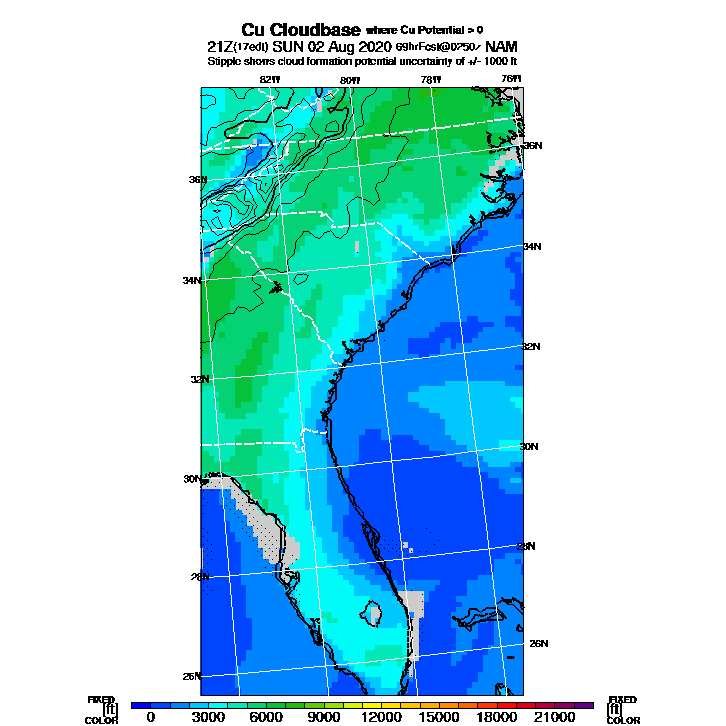 Cu Cloudbase where Cu Potential > 0
21Z(17edt) SUN 02 Aug 2020 69hrFcst@0750z NAM
Stipple shows cloud formation potential uncertainty of +/- 1000 ft
82W 80W 78W 76W
36N
36N
34N
34N
32N
32N
30N
30N
28N
28N
26N
26N
FIXED FIXED
[ft] 0 3000 6000 9000 12000 15000 18000 21000 [ft]
COLOR COLOR